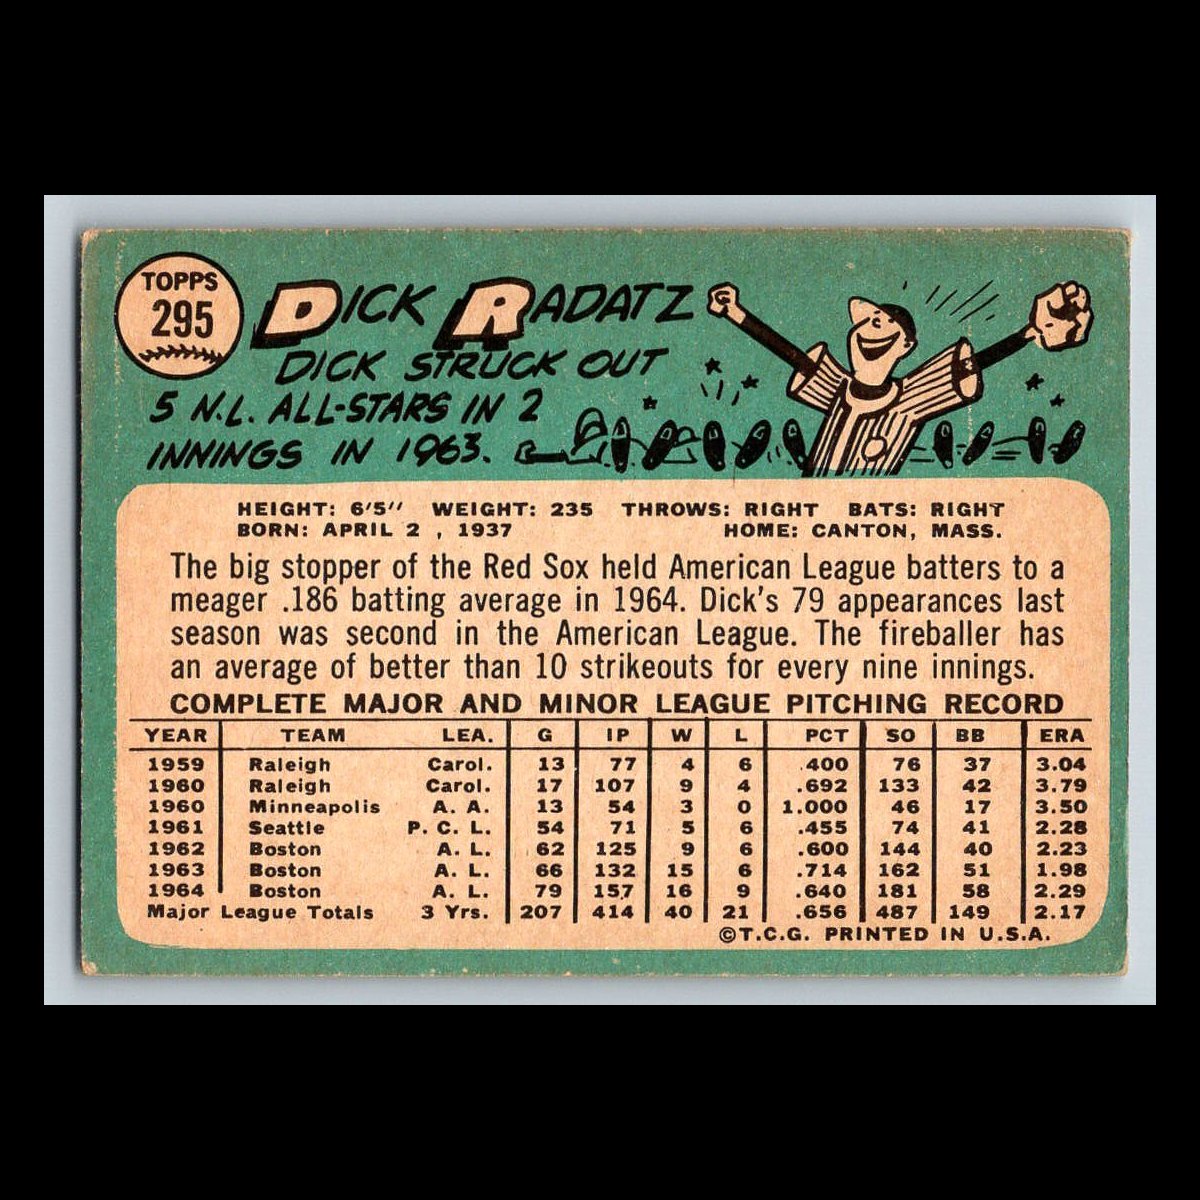 TOPPS
295
DICK RADATZ
DICK STRUCK OUT
5 N.L. ALL-STARS IN 2
INNINGS IN 1963.
HEIGHT: 6'5" WEIGHT: 235 THROWS: RIGHT BATS: RIGHT
BORN: APRIL 2 , 1937 HOME: CANTON, MASS.
The big stopper of the Red Sox held American League batters to a
meager .186 batting average in 1964. Dick's 79 appearances last
season was second in the American League. The fireballer has
an average of better than 10 strikeouts for every nine innings.
COMPLETE MAJOR AND MINOR LEAGUE PITCHING RECORD
YEAR TEAM LEA. G IP W L PCT SO BB ERA
1959 Raleigh Carol. 13 77 4 6 .400 76 37 3.04
1960 Raleigh Carol. 17 107 9 4 .692 133 42 3.79
1960 Minneapolis A. A. 13 54 3 0 1.000 46 17 3.50
1961 Seattle P. C. L. 54 71 5 6 .455 74 41 2.28
1962 Boston A. L. 62 125 9 6 .600 144 40 2.23
1963 Boston A. L. 66 132 15 6 .714 162 51 1.98
1964 Boston A. L. 79 157 16 9 .640 181 58 2.29
Major League Totals 3 Yrs. 207 414 40 21 .656 487 149 2.17
©T.C.G. PRINTED IN U.S.A.